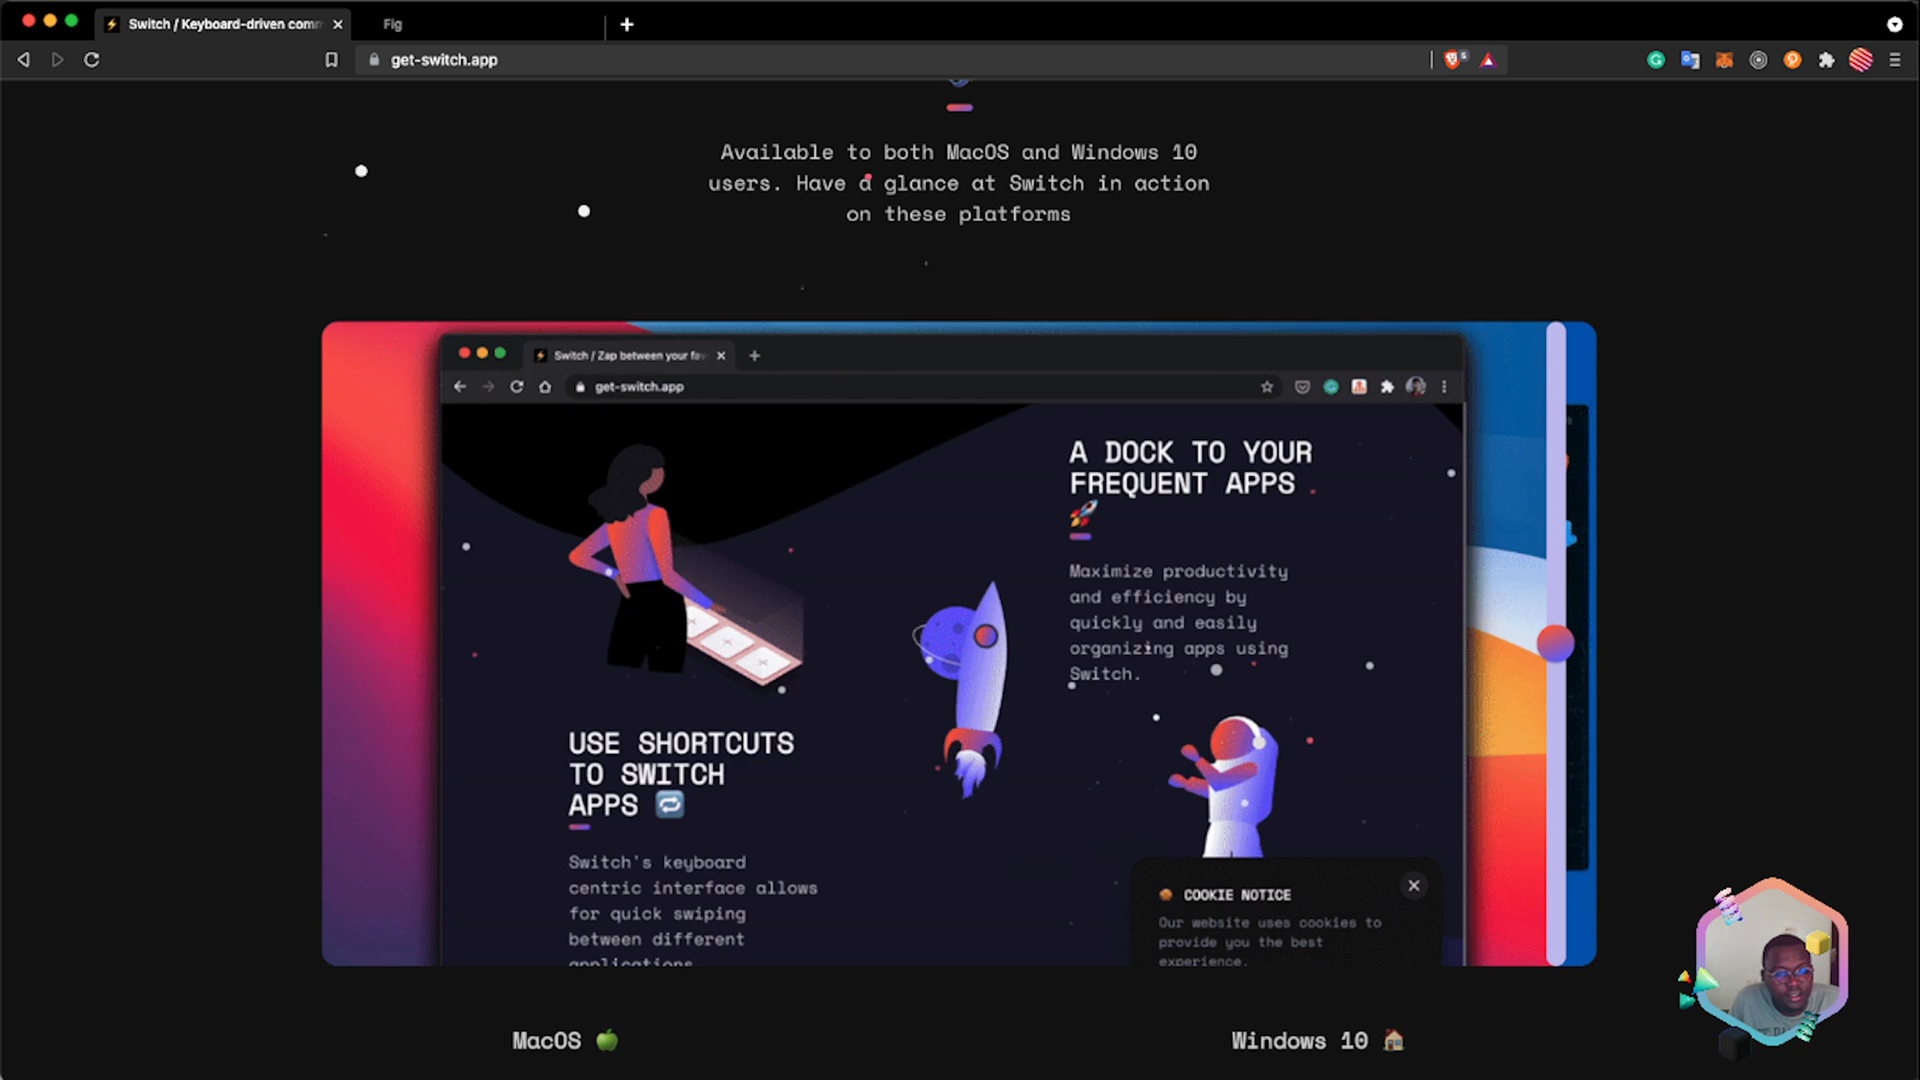 Switch / Keyboard-driven comm
Fig
get-switch.app
Available to both MacOS and Windows 10
users. Have a glance at Switch in action
on these platforms
Switch / Zap between your fav
get-switch.app
A DOCK TO YOUR
FREQUENT APPS
Maximize productivity
and efficiency by
quickly and easily
organizing apps using
Switch.
USE SHORTCUTS
TO SWITCH
APPS
Switch's keyboard
centric interface allows
for quick swiping
between different
applications
COOKIE NOTICE
Our website uses cookies to
provide you the best
experience.
MacOS
Windows 10